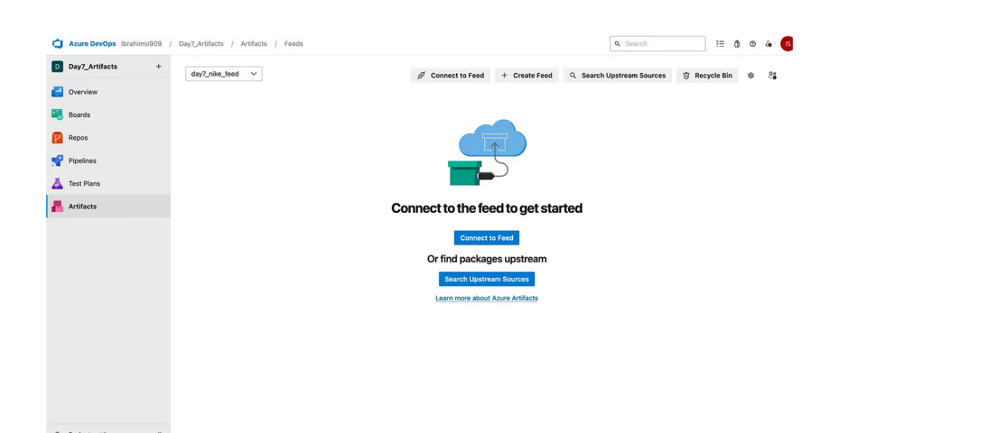 Azure DevOps Ibrahimsi909 / Day7_Artifacts / Artifacts / Feeds Search IS
D Day7_Artifacts +
day7_nike_feed Connect to Feed + Create Feed Search Upstream Sources Recycle Bin
Overview
Boards
Repos
Pipelines
Test Plans
Artifacts
Connect to the feed to get started
Connect to Feed
Or find packages upstream
Search Upstream Sources
Learn more about Azure Artifacts